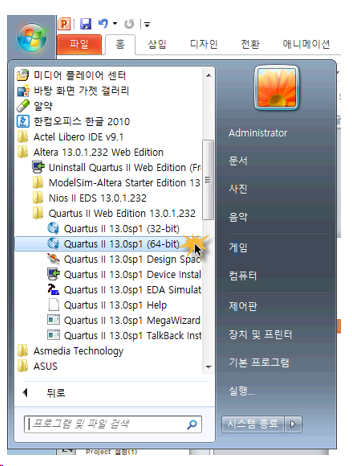 파일 홈 삽입 디자인 전환 애니메이션
미디어 플레이어 센터
바탕 화면 가젯 갤러리
알약
한컴오피스 한글 2010
Actel Libero IDE v9.1
Altera 13.0.1.232 Web Edition
Uninstall Quartus II Web Edition (Fr
ModelSim-Altera Starter Edition 13
Nios II EDS 13.0.1.232
Quartus II Web Edition 13.0.1.232
Quartus II 13.0sp1 (32-bit)
Quartus II 13.0sp1 (64-bit)
Quartus II 13.0sp1 Design Spac
Quartus II 13.0sp1 Device Instal
Quartus II 13.0sp1 EDA Simulat
Quartus II 13.0sp1 Help
Quartus II 13.0sp1 MegaWizard
Quartus II 13.0sp1 TalkBack Inst
Asmedia Technology
ASUS
뒤로
프로그램 및 파일 검색
Administrator
문서
사진
음악
게임
컴퓨터
제어판
장치 및 프린터
기본 프로그램
실행...
시스템 종료
Project 설정(1)